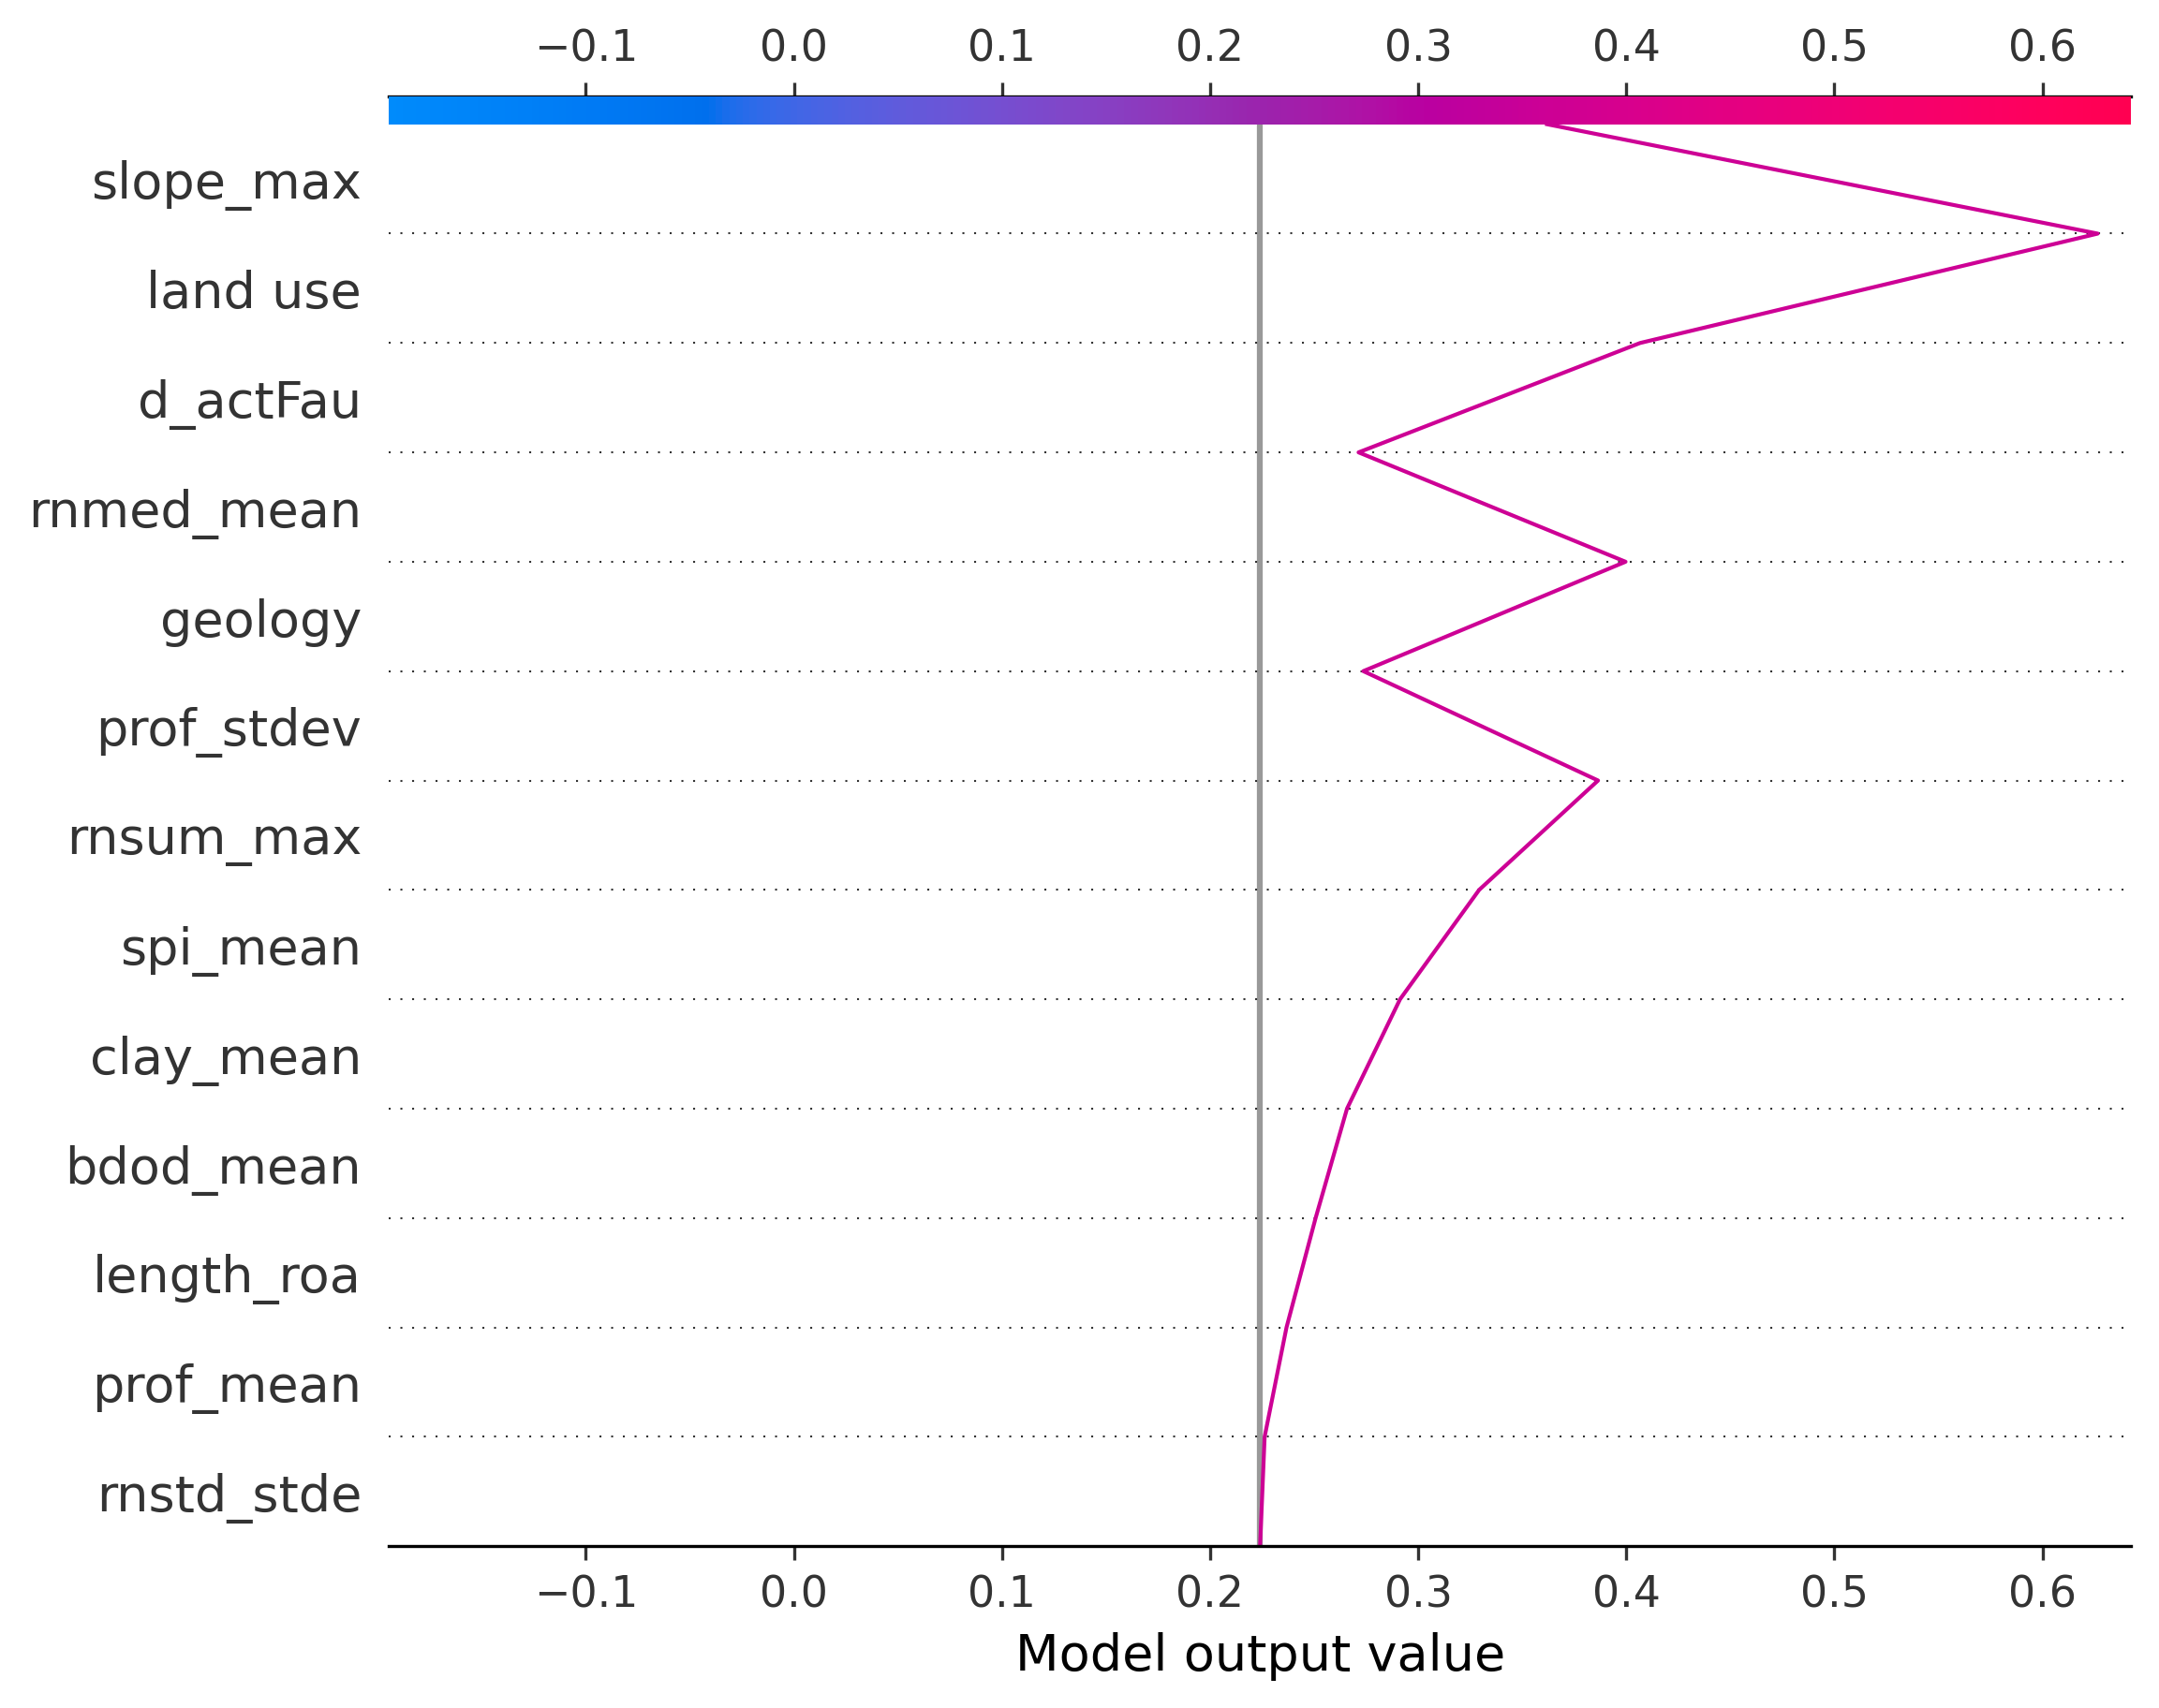 −0.1 0.0 0.1 0.2 0.3 0.4 0.5 0.6
slope_max
land use
d_actFau
rnmed_mean
geology
prof_stdev
rnsum_max
spi_mean
clay_mean
bdod_mean
length_roa
prof_mean
rnstd_stde
−0.1 0.0 0.1 0.2 0.3 0.4 0.5 0.6
Model output value